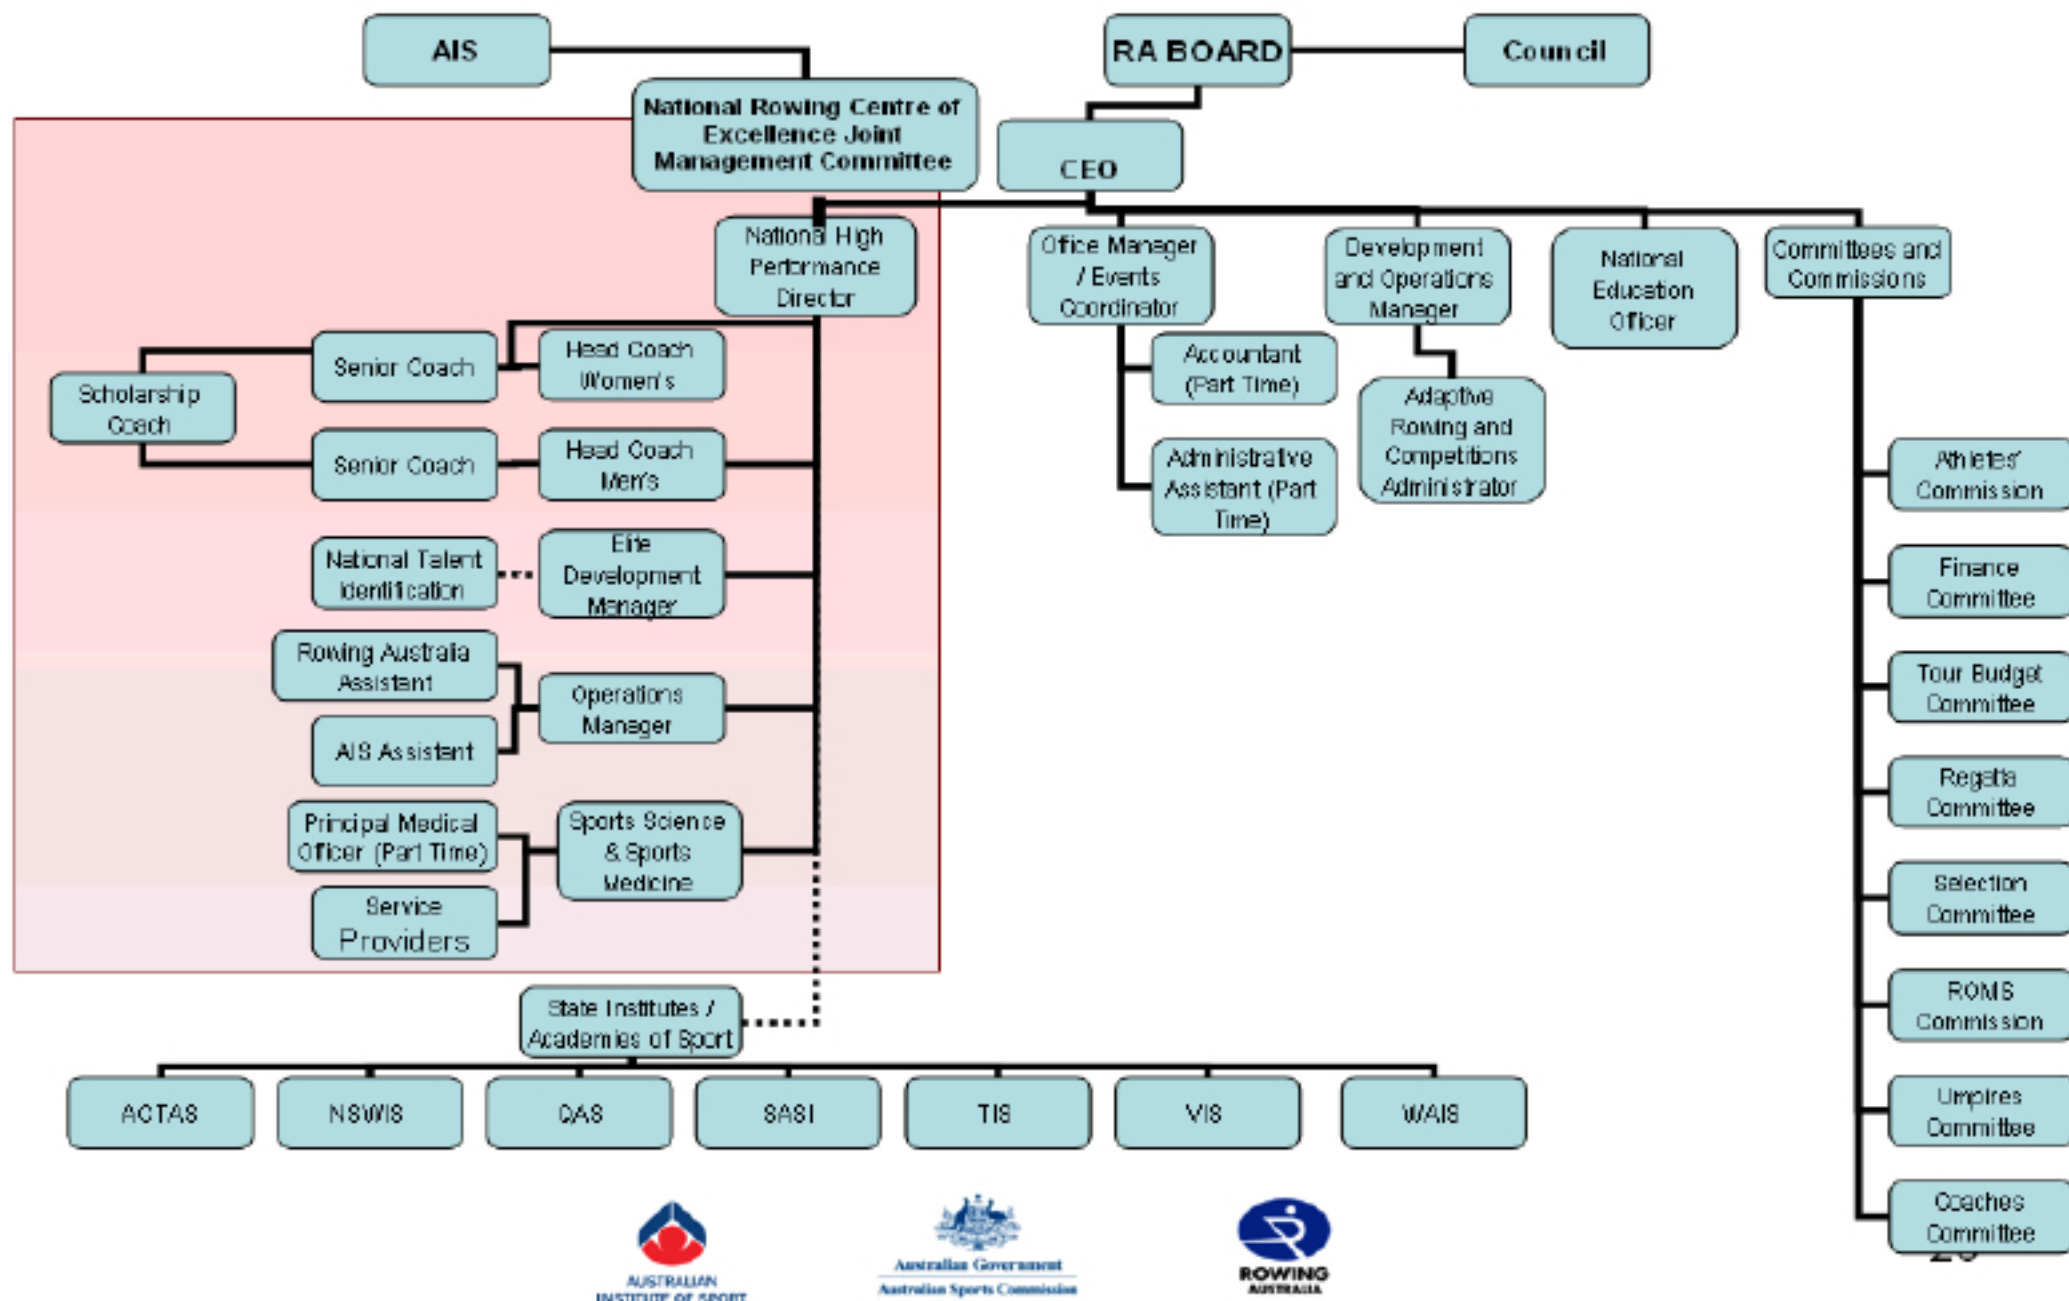 AIS
RA BOARD
Council
National Rowing Centre of
Excellence Joint
Management Committee
CEO
National High
Performance
Director
Office Manager
/ Events
Coordinator
Development
and Operations
Manager
National
Education
Officer
Committees and
Commissions
Scholarship
Coach
Senior Coach
Head Coach
Women's
Accountant
(Part Time)
Adaptive
Rowing and
Competitions
Administrator
Senior Coach
Head Coach
Men's
Administrative
Assistant (Part
Time)
Athletes'
Commission
National Talent
Identification
Elite
Development
Manager
Finance
Committee
Rowing Australia
Assistant
Operations
Manager
Tour Budget
Committee
AIS Assistant
Regatta
Committee
Principal Medical
Officer (Part Time)
Sports Science
& Sports
Medicine
Service
Providers
Selection
Committee
State Institutes /
Academies of Sport
ROMS
Commission
ACTAS
NSWIS
QAS
SASI
TIS
VIS
WAIS
Umpires
Committee
Coaches
Committee
AUSTRALIAN
INSTITUTE OF SPORT
Australian Government
Australian Sports Commission
ROWING
AUSTRALIA